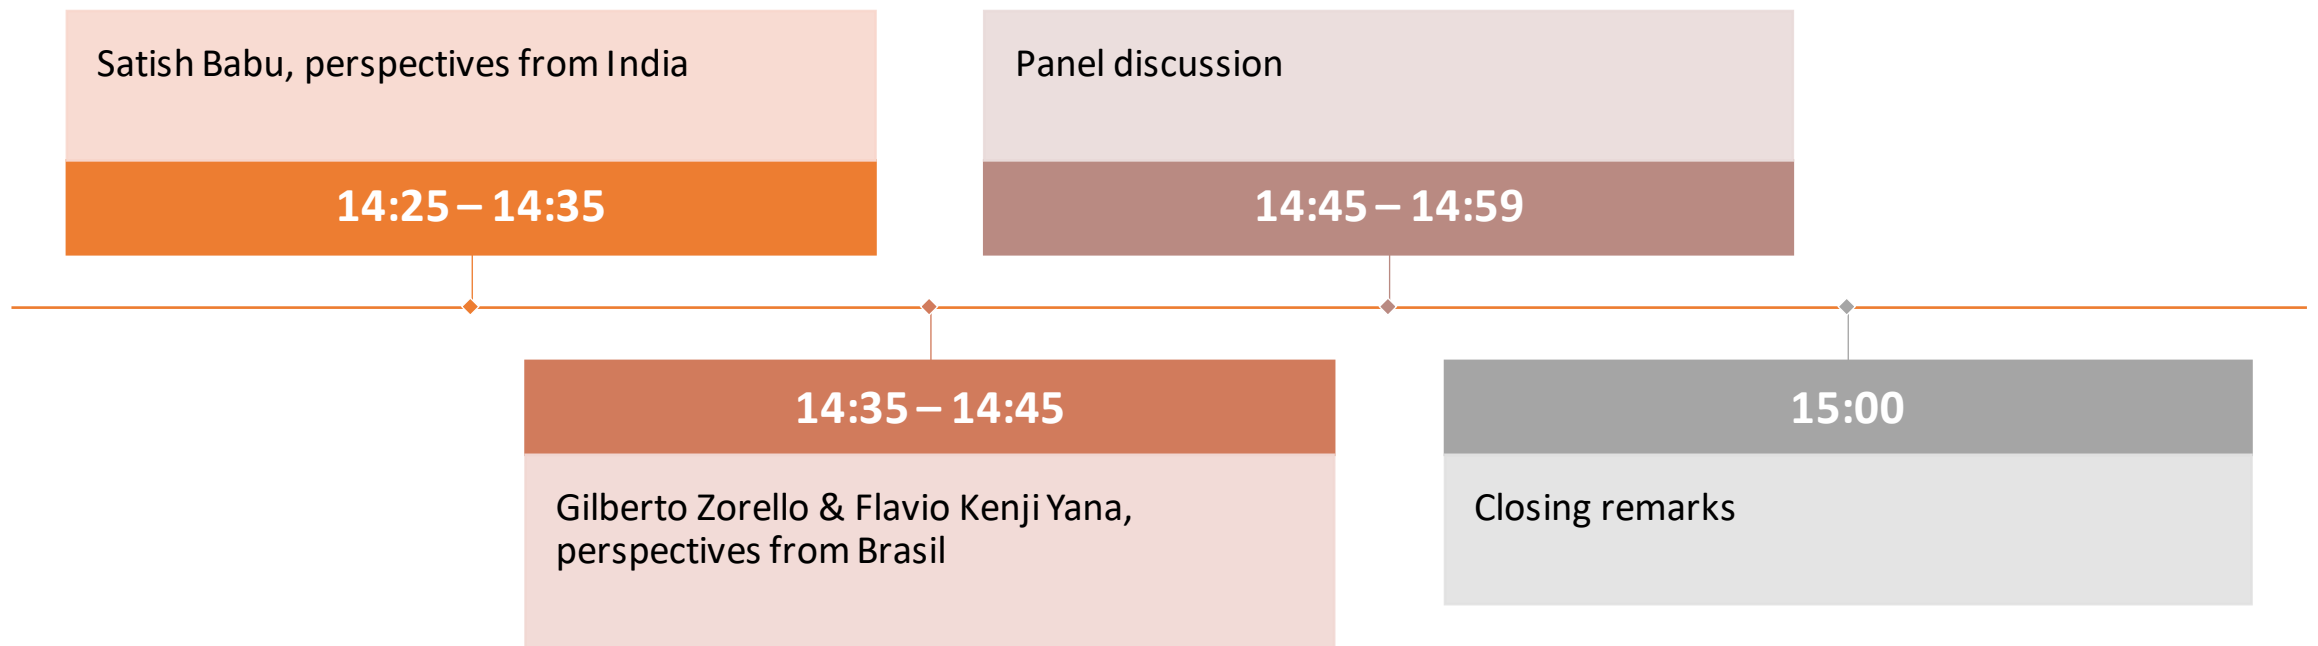 Satish Babu, perspectives from India
14:25 – 14:35
14:35 – 14:45
Gilberto Zorello & Flavio Kenji Yana,
perspectives from Brasil
Panel discussion
14:45 – 14:59
15:00
Closing remarks